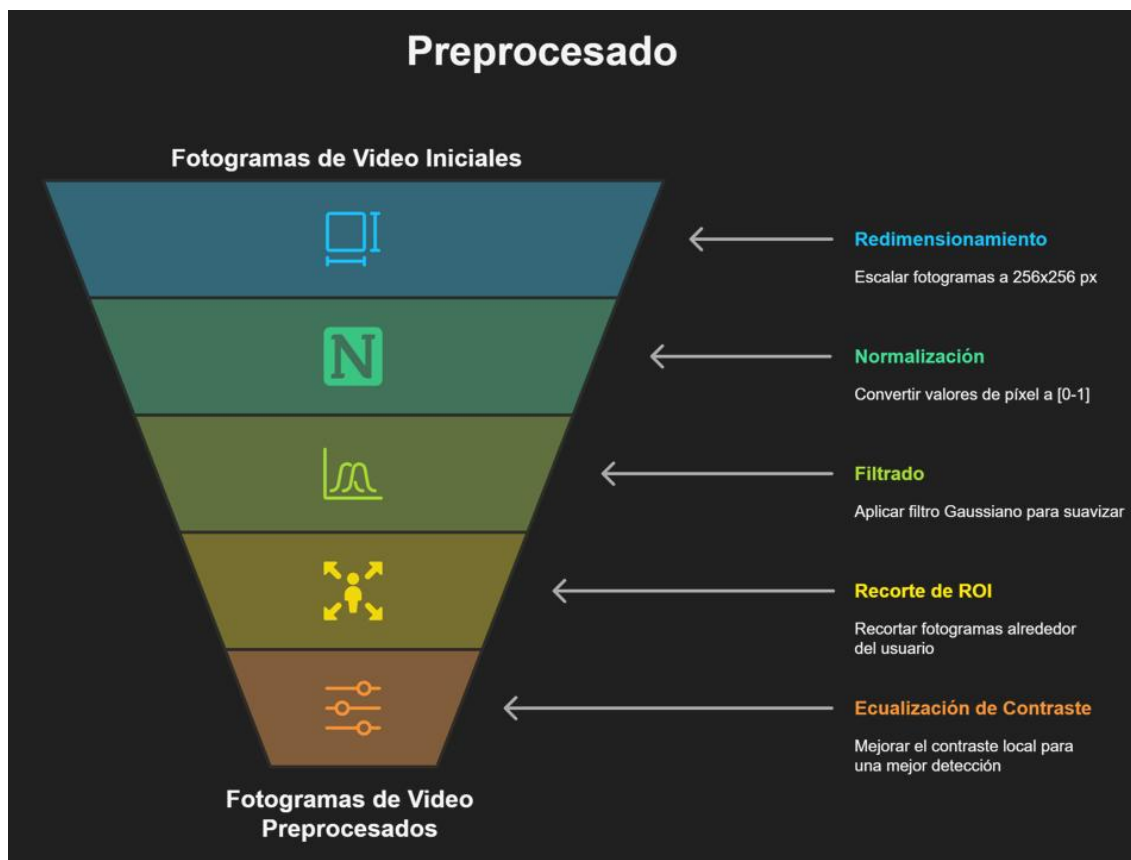 Preprocesado
Fotogramas de Video Iniciales
Redimensionamiento
Escalar fotogramas a 256x256 px
N
Normalización
Convertir valores de píxel a [0-1]
Filtrado
Aplicar filtro Gaussiano para suavizar
Recorte de ROI
Recortar fotogramas alrededor
del usuario
Ecualización de Contraste
Mejorar el contraste local para
una mejor detección
Fotogramas de Video
Preprocesados